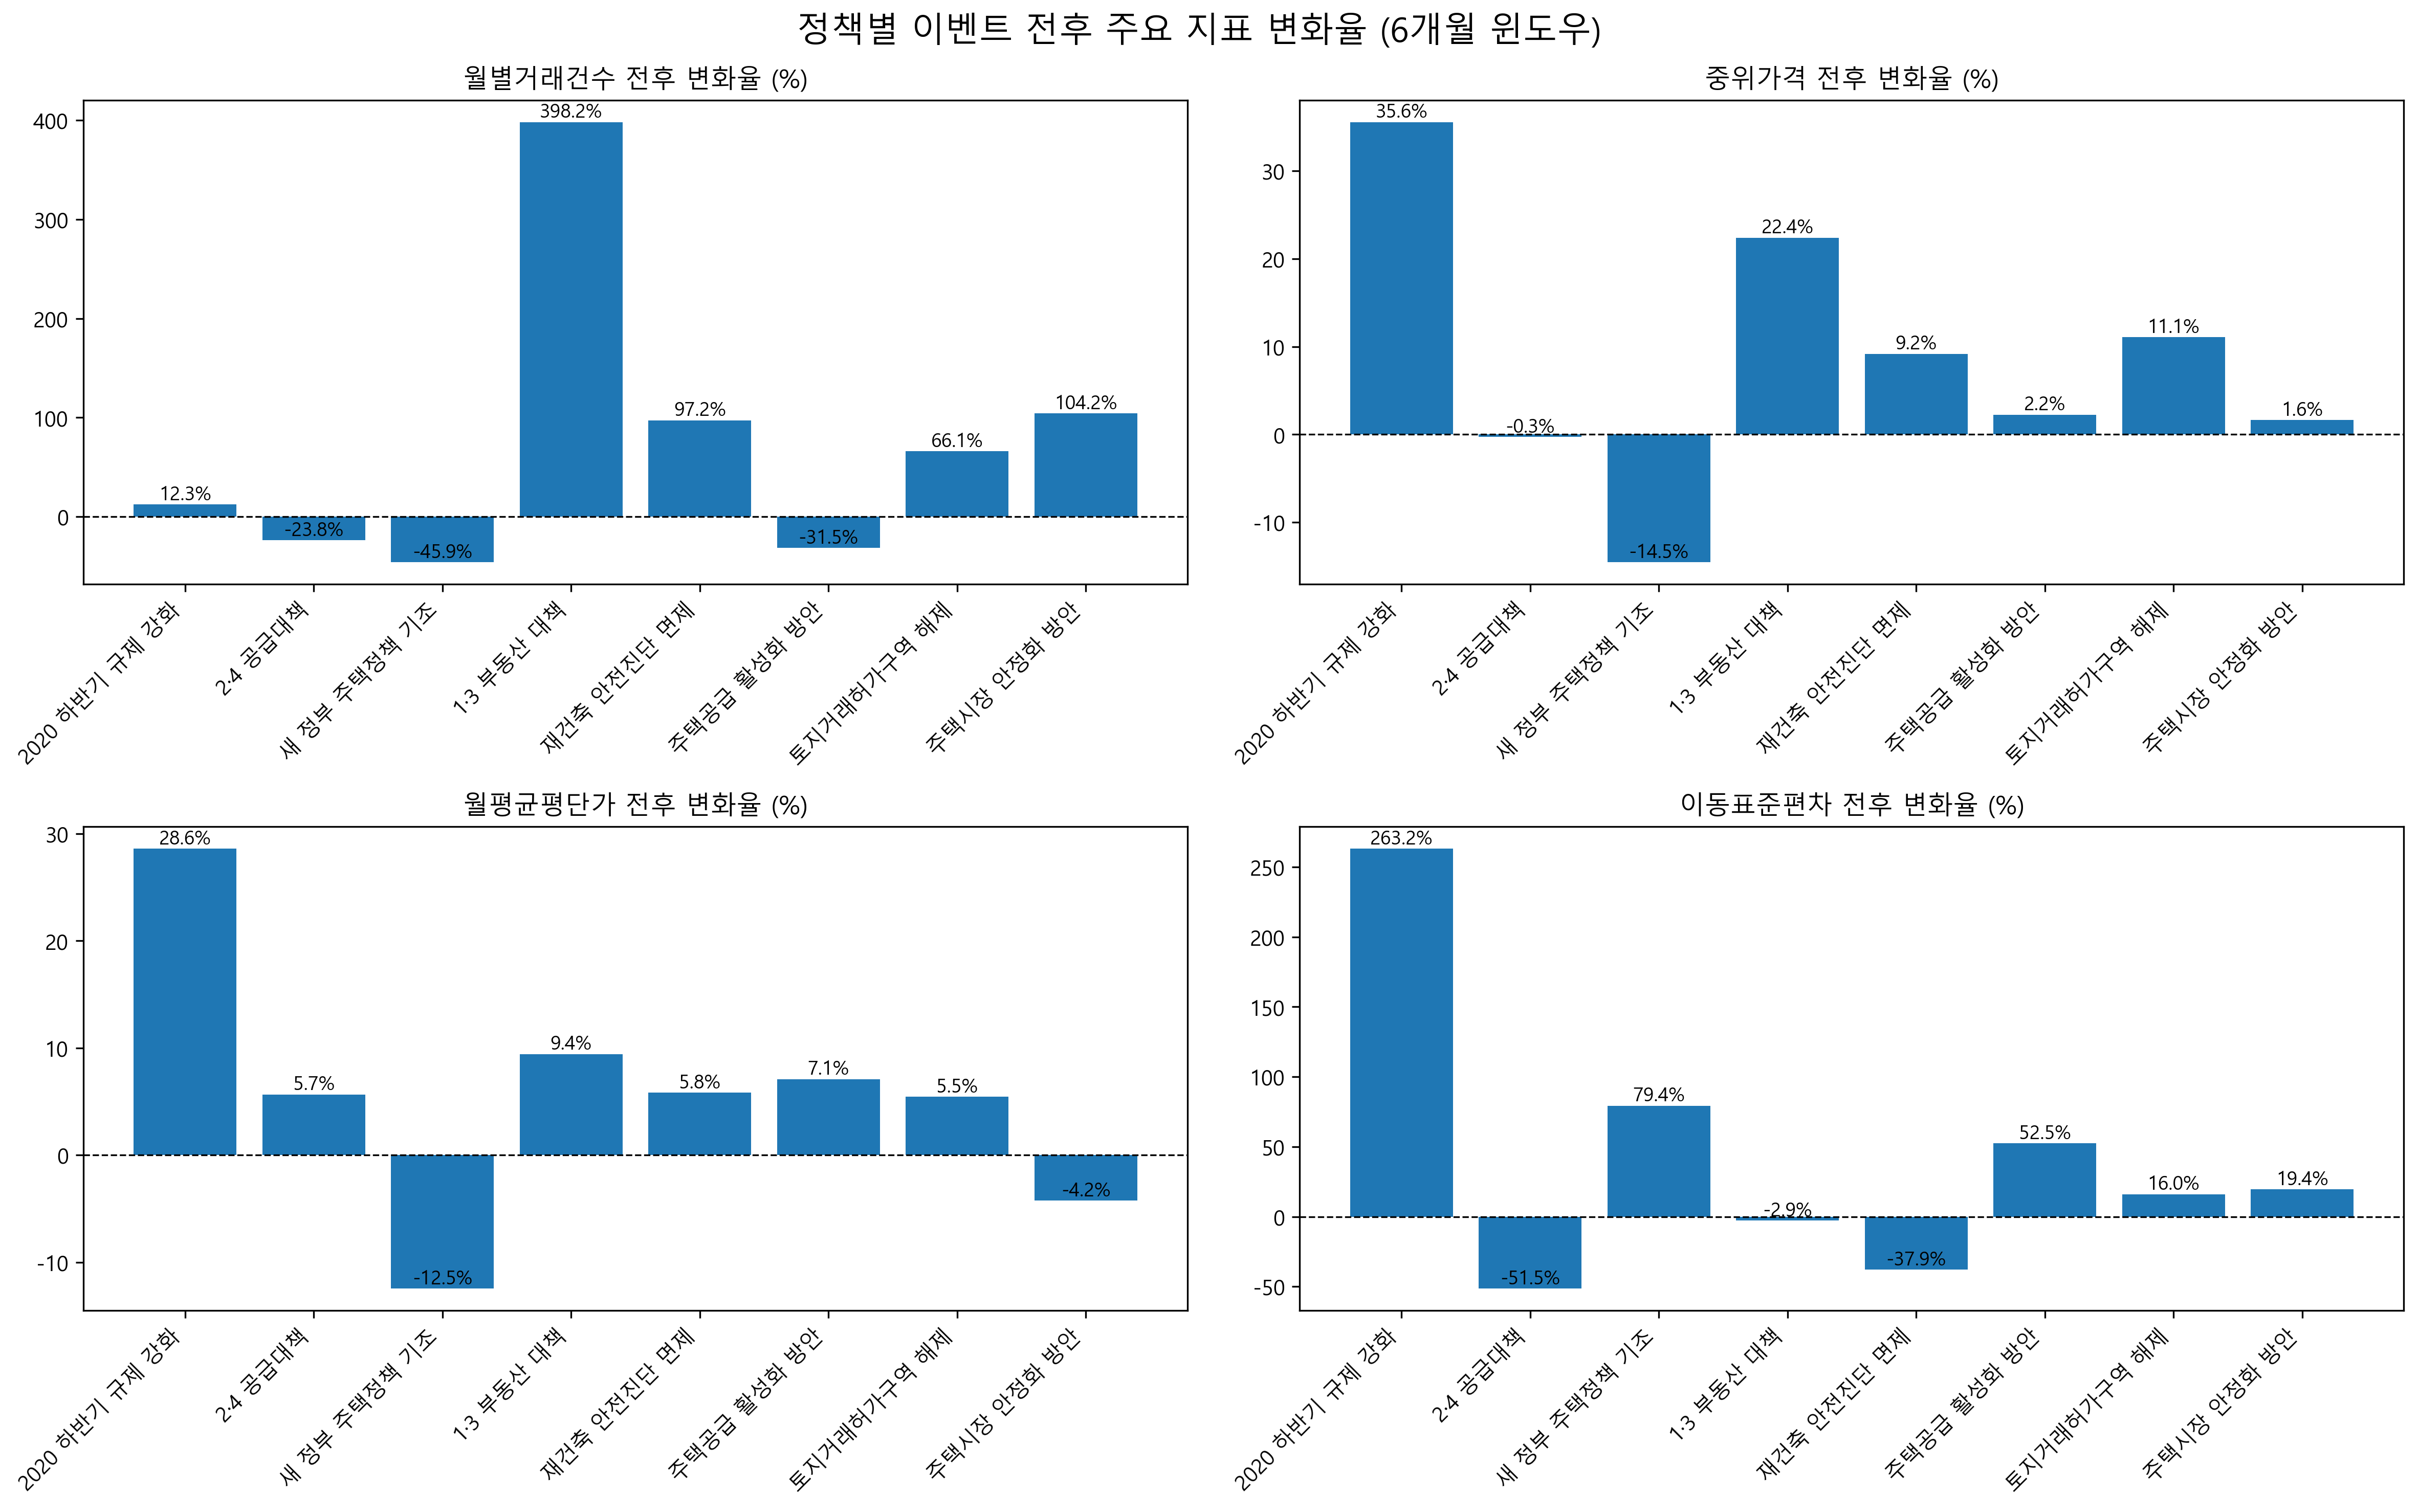 정책별 이벤트 전후 주요 지표 변화율 (6개월 윈도우)
월별거래건수 전후 변화율 (%)
400
300
200
100
0
12.3%
-23.8%
-45.9%
398.2%
97.2%
-31.5%
66.1%
104.2%
2020 하반기 규제 강화
2·4 공급대책
새 정부 주택정책 기조
1·3 부동산 대책
재건축 안전진단 면제
주택공급 활성화 방안
토지거래허가구역 해제
주택시장 안정화 방안
중위가격 전후 변화율 (%)
30
20
10
0
-10
35.6%
-0.3%
-14.5%
22.4%
9.2%
2.2%
11.1%
1.6%
2020 하반기 규제 강화
2·4 공급대책
새 정부 주택정책 기조
1·3 부동산 대책
재건축 안전진단 면제
주택공급 활성화 방안
토지거래허가구역 해제
주택시장 안정화 방안
월평균평단가 전후 변화율 (%)
30
20
10
0
-10
28.6%
5.7%
-12.5%
9.4%
5.8%
7.1%
5.5%
-4.2%
2020 하반기 규제 강화
2·4 공급대책
새 정부 주택정책 기조
1·3 부동산 대책
재건축 안전진단 면제
주택공급 활성화 방안
토지거래허가구역 해제
주택시장 안정화 방안
이동표준편차 전후 변화율 (%)
250
200
150
100
50
0
-50
263.2%
-51.5%
79.4%
-2.9%
-37.9%
52.5%
16.0%
19.4%
2020 하반기 규제 강화
2·4 공급대책
새 정부 주택정책 기조
1·3 부동산 대책
재건축 안전진단 면제
주택공급 활성화 방안
토지거래허가구역 해제
주택시장 안정화 방안